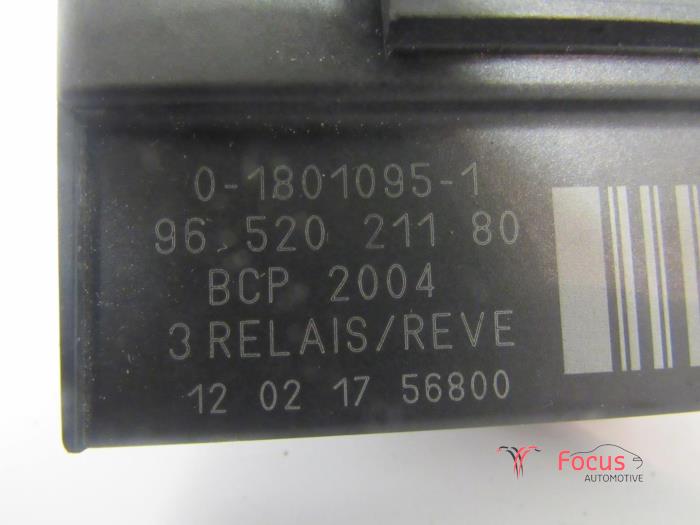 0-1801095-1
96 520 211 80
BCP 2004
3 RELAIS/REVE
12 02 17 56800
Focus
AUTOMOTIVE